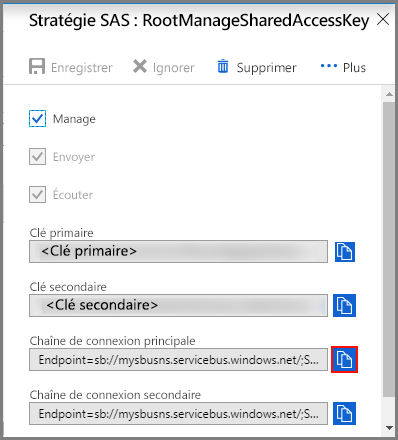 Stratégie SAS : RootManageSharedAccessKey
Enregistrer Ignorer Supprimer Plus
Manage
Envoyer
Écouter
Clé primaire
<Clé primaire>
Clé secondaire
<Clé secondaire>
Chaîne de connexion principale
Endpoint=sb://mysbusns.servicebus.windows.net/;S...
Chaîne de connexion secondaire
Endpoint=sb://mysbusns.servicebus.windows.net/;S...